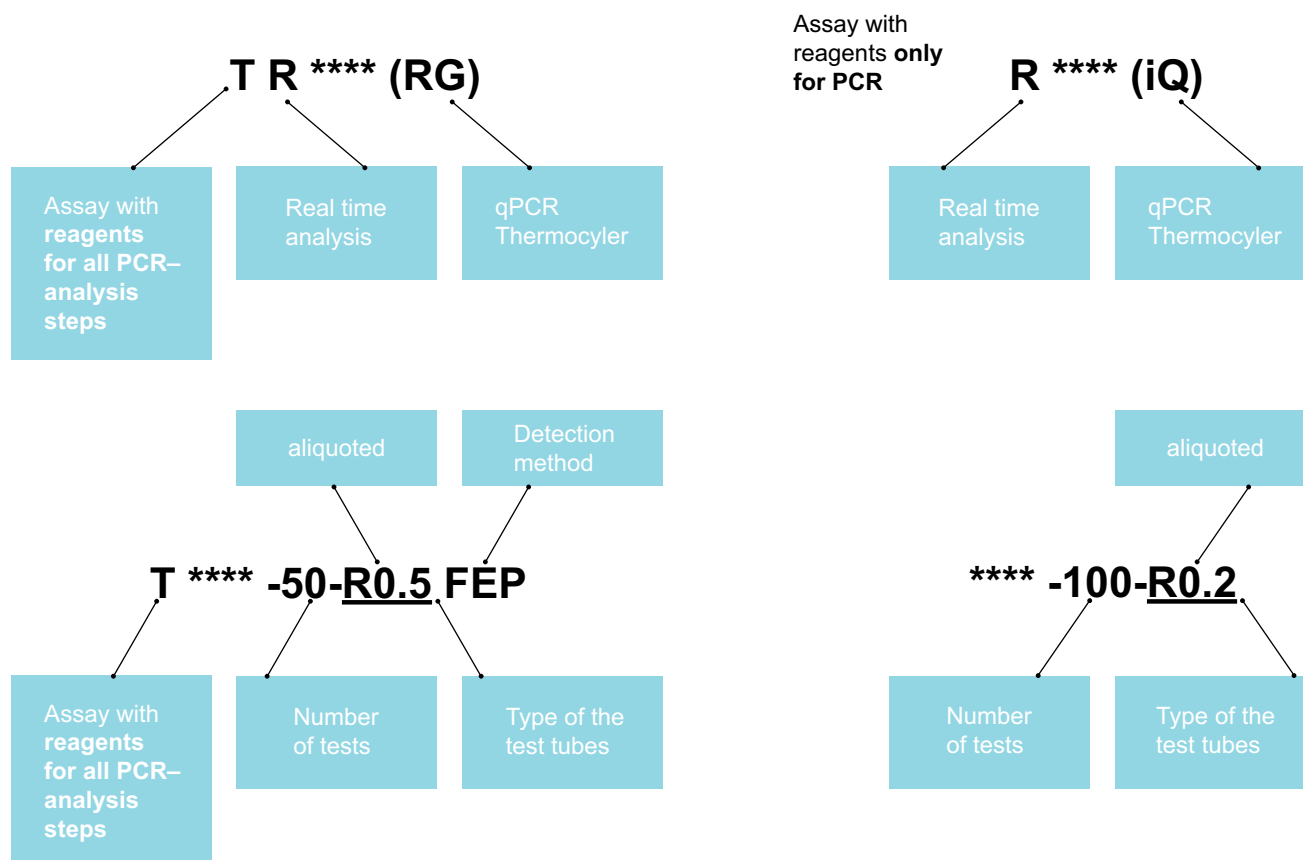 T R **** (RG)
Assay with
reagents
for all PCR–
analysis
steps
Real time
analysis
qPCR
Thermocyler
Assay with
reagents only
for PCR
R **** (iQ)
Real time
analysis
qPCR
Thermocyler
aliquoted
Detection
method
T **** -50-R0.5 FEP
Assay with
reagents
for all PCR–
analysis
steps
Number
of tests
Type of the
test tubes
aliquoted
**** -100-R0.2
Number
of tests
Type of the
test tubes